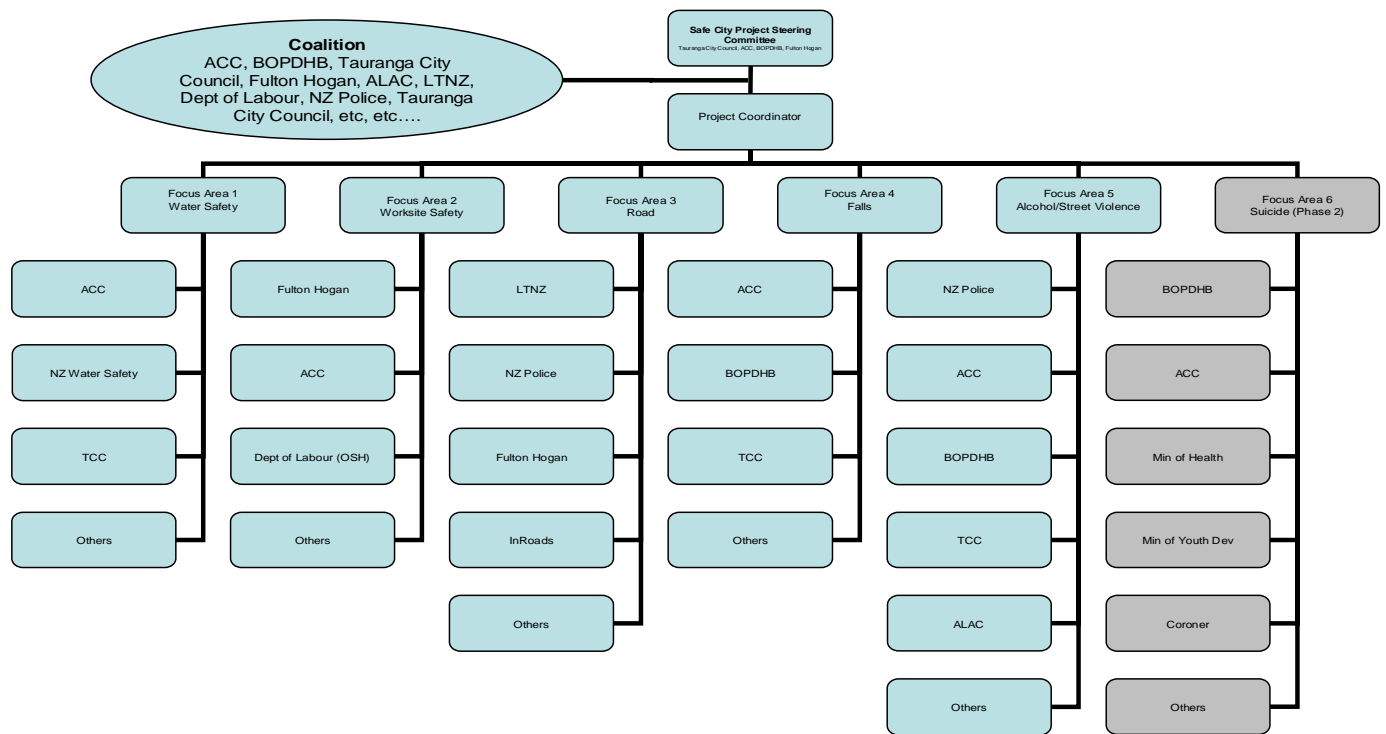 Coalition
ACC, BOPDHB, Tauranga City
Council, Fulton Hogan, ALAC, LTNZ,
Dept of Labour, NZ Police, Tauranga
City Council, etc, etc....
Safe City Project Steering
Committee
Tauranga City Council, ACC, BOPDHB, Fulton Hogan
Project Coordinator
Focus Area 1
Water Safety
ACC
NZ Water Safety
TCC
Others
Focus Area 2
Worksite Safety
Fulton Hogan
ACC
Dept of Labour (OSH)
Others
Focus Area 3
Road
LTNZ
NZ Police
Fulton Hogan
InRoads
Others
Focus Area 4
Falls
ACC
BOPDHB
TCC
Others
Focus Area 5
Alcohol/Street Violence
NZ Police
ACC
BOPDHB
TCC
ALAC
Others
Focus Area 6
Suicide (Phase 2)
BOPDHB
ACC
Min of Health
Min of Youth Dev
Coroner
Others